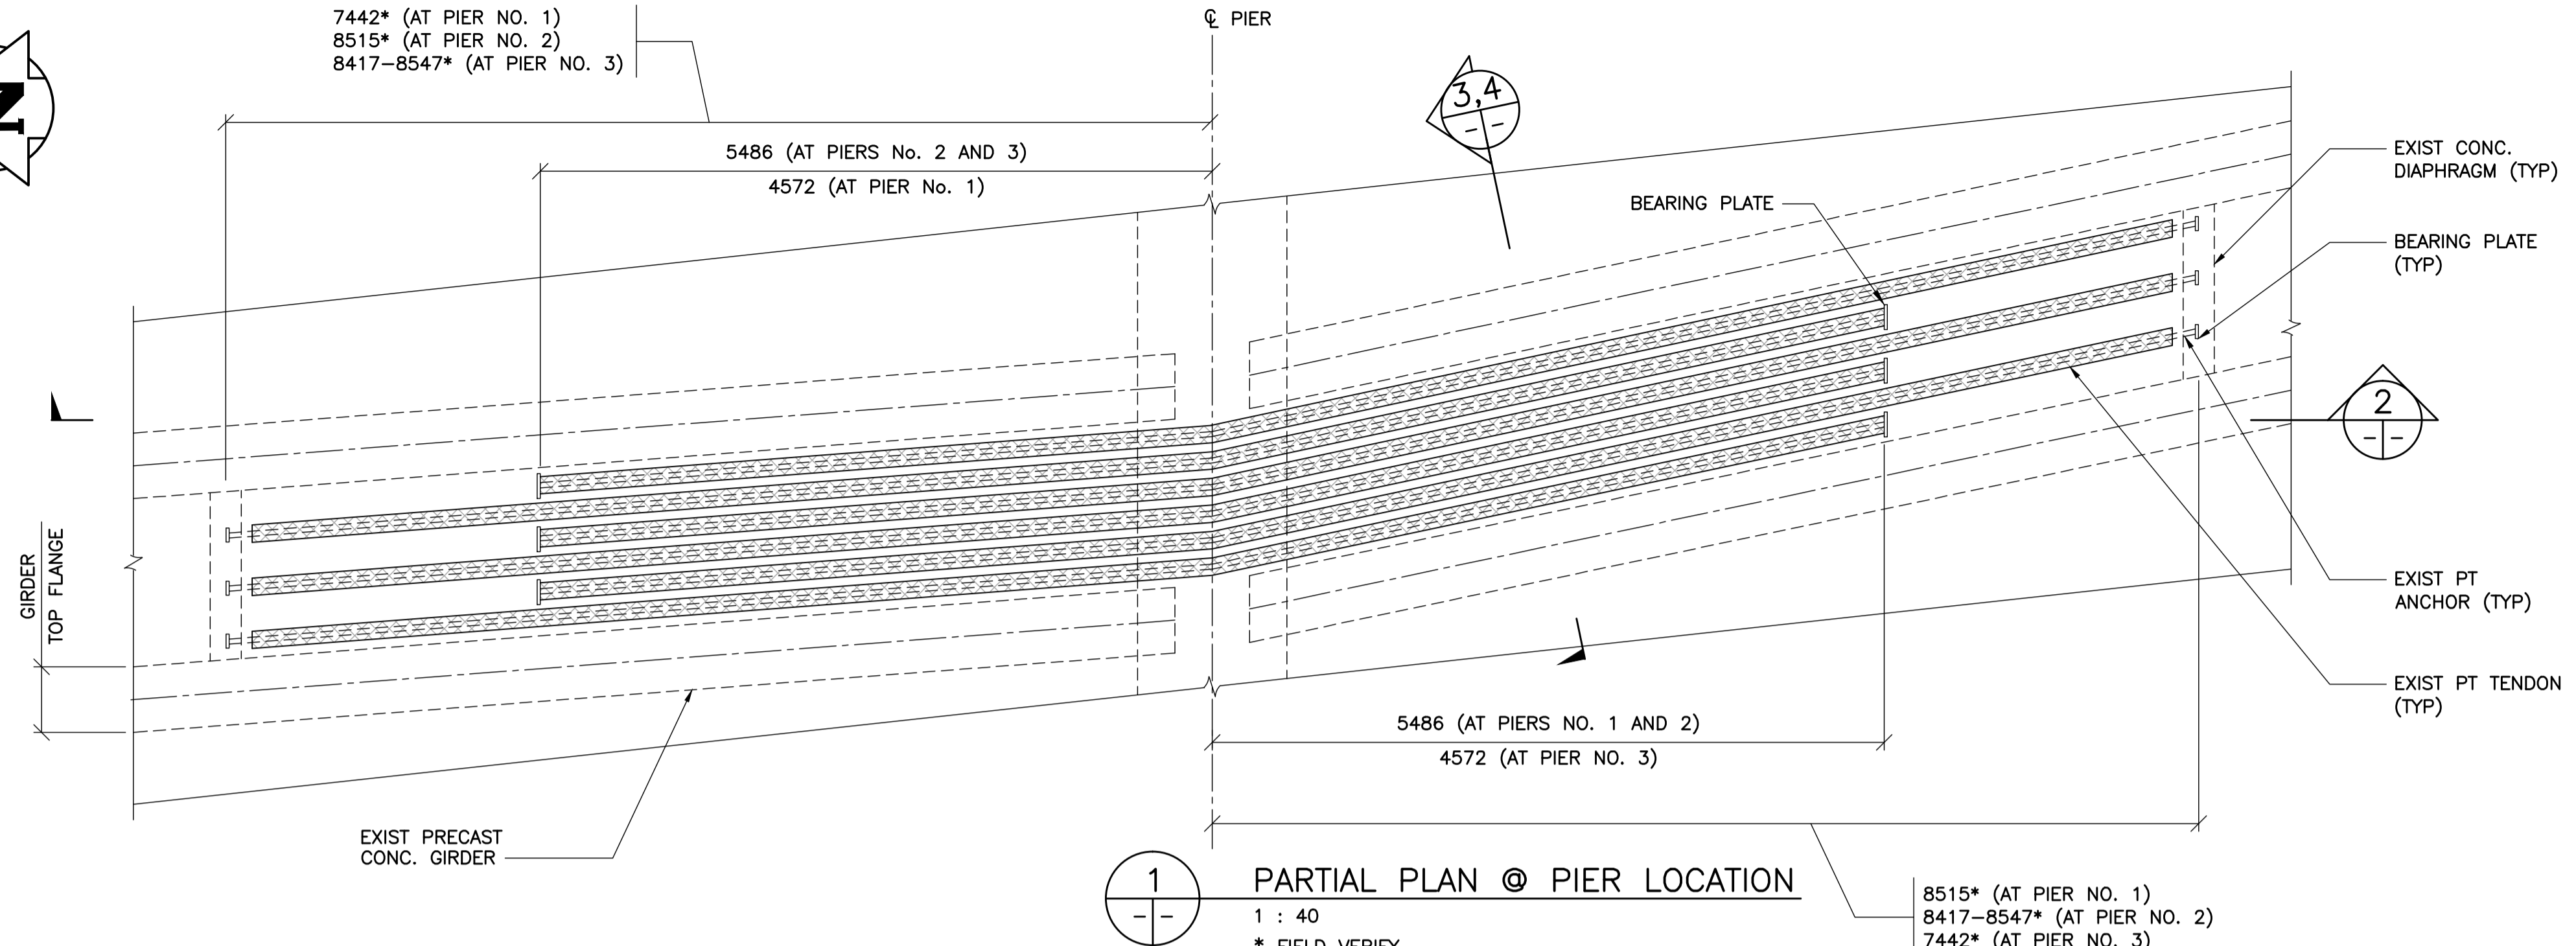 7442* (AT PIER NO. 1)
8515* (AT PIER NO. 2)
8417-8547* (AT PIER NO. 3)
℄ PIER
N
3,4
- -
5486 (AT PIERS No. 2 AND 3)
4572 (AT PIER No. 1)
BEARING PLATE
EXIST CONC.
DIAPHRAGM (TYP)
BEARING PLATE
(TYP)
2
- -
GIRDER
TOP FLANGE
EXIST PT
ANCHOR (TYP)
EXIST PT TENDON
(TYP)
5486 (AT PIERS NO. 1 AND 2)
4572 (AT PIER NO. 3)
EXIST PRECAST
CONC. GIRDER
1
- -
PARTIAL PLAN @ PIER LOCATION
1 : 40
* FIELD VERIFY
8515* (AT PIER NO. 1)
8417-8547* (AT PIER NO. 2)
7442* (AT PIER NO. 3)